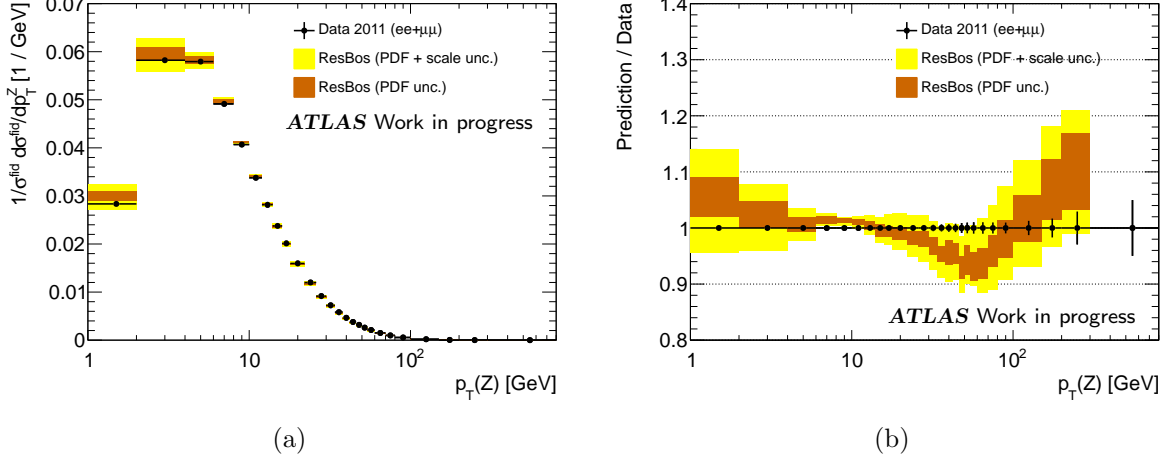 1/σ^fid dσ^fid/dp_T^Z [1 / GeV]
0.07
0.06
0.05
0.04
0.03
0.02
0.01
0
Data 2011 (ee+μμ)
ResBos (PDF + scale unc.)
ResBos (PDF unc.)
ATLAS Work in progress
1
10
10²
p_T(Z) [GeV]
(a)
Prediction / Data
1.4
1.3
1.2
1.1
1
0.9
0.8
Data 2011 (ee+μμ)
ResBos (PDF + scale unc.)
ResBos (PDF unc.)
ATLAS Work in progress
1
10
10²
p_T(Z) [GeV]
(b)